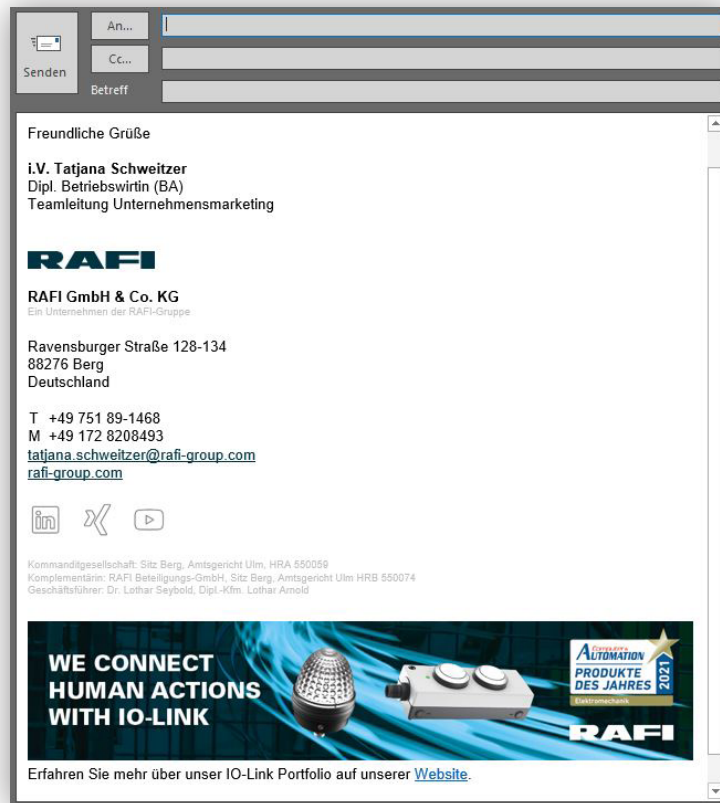 An...
Senden
Cc...
Betreff
Freundliche Grüße
i.V. Tatjana Schweitzer
Dipl. Betriebswirtin (BA)
Teamleitung Unternehmensmarketing
RAFI
RAFI GmbH & Co. KG
Ein Unternehmen der RAFI-Gruppe
Ravensburger Straße 128-134
88276 Berg
Deutschland
T +49 751 89-1468
M +49 172 8208493
tatjana.schweitzer@rafi-group.com
rafi-group.com
in
Kommanditgesellschaft: Sitz Berg, Amtsgericht Ulm, HRA 550059
Komplementärin: RAFI Beteiligungs-GmbH, Sitz Berg, Amtsgericht Ulm HRB 550074
Geschäftsführer: Dr. Lothar Seybold, Dipl.-Kfm. Lothar Arnold
WE CONNECT
HUMAN ACTIONS
WITH IO-LINK
Computer&
AUTOMATION
PRODUKTE
DES JAHRES
2021
Elektromechanik
RAFI
Erfahren Sie mehr über unser IO-Link Portfolio auf unserer Website.